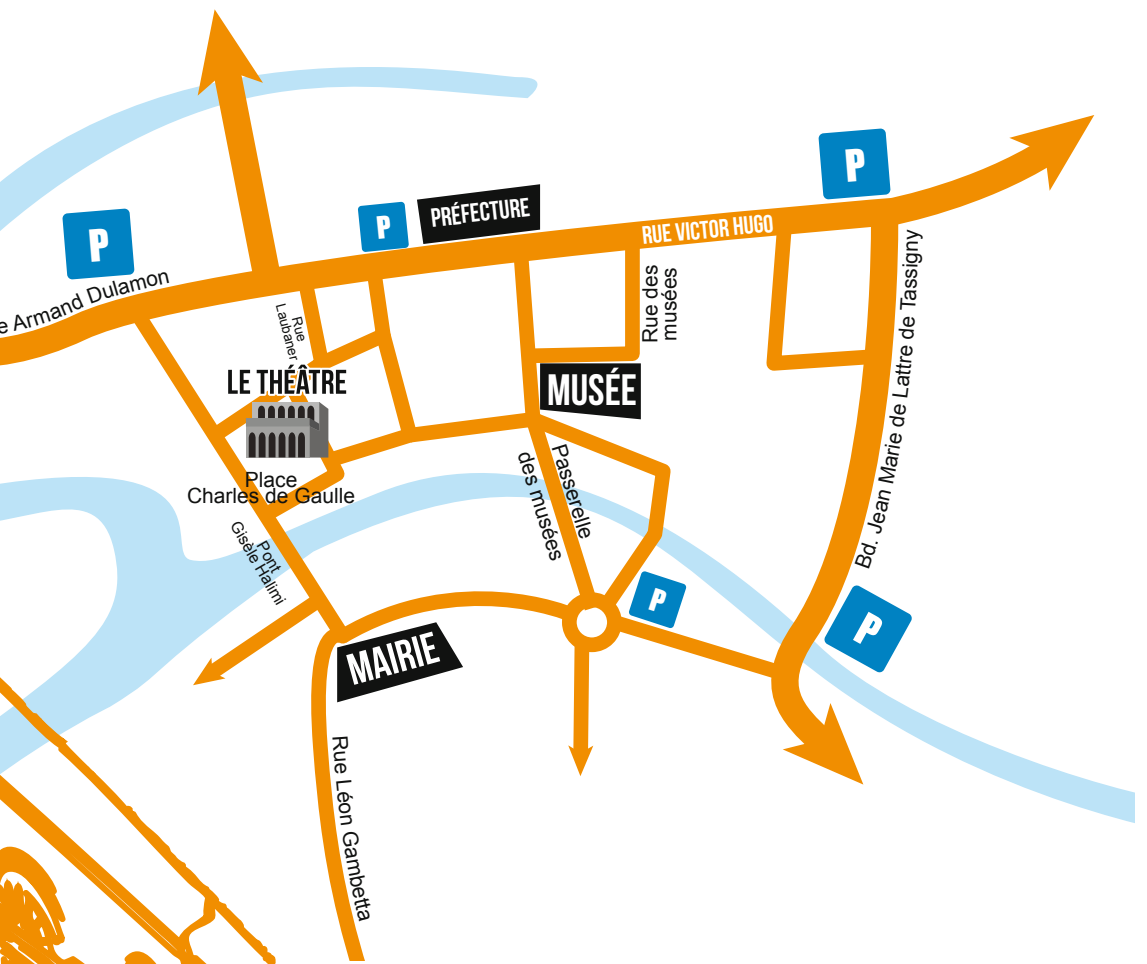 P
P
PRÉFECTURE
P
RUE VICTOR HUGO
e Armand Dulamon
Rue des
musées
Bd. Jean Marie de Lattre de Tassigny
Rue
Laubaner
LE THÉÂTRE
MUSÉE
Place
Charles de Gaulle
Passerelle
des musées
Pont
Gisèle Halimi
P
P
MAIRIE
Rue Léon Gambetta